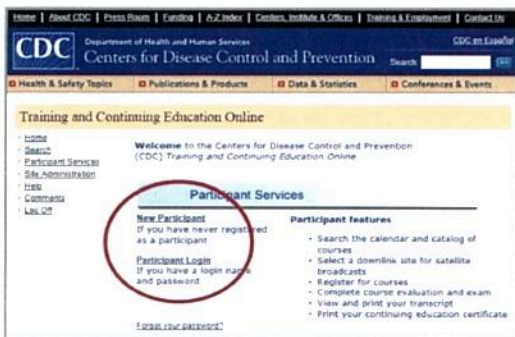 Home | About CDC | Press Room | Funding | A-Z Index | Centers, Institute & Offices | Training & Employment | Contact Us
CDC Department of Health and Human Services
Centers for Disease Control and Prevention
CDC en Español
Search:
Health & Safety Topics Publications & Products Data & Statistics Conferences & Events
Training and Continuing Education Online
· Home
· Search
· Participant Services
· Site Administration
· Help
· Comments
· Log Off
Welcome to the Centers for Disease Control and Prevention
(CDC) Training and Continuing Education Online
Participant Services
New Participant
If you have never registered
as a participant
Participant Login
If you have a login name
and password
Forgot your password?
Participant features
· Search the calendar and catalog of
courses
· Select a downlink site for satellite
broadcasts
· Register for courses
· Complete course evaluation and exam
· View and print your transcript
· Print your continuing education certificate